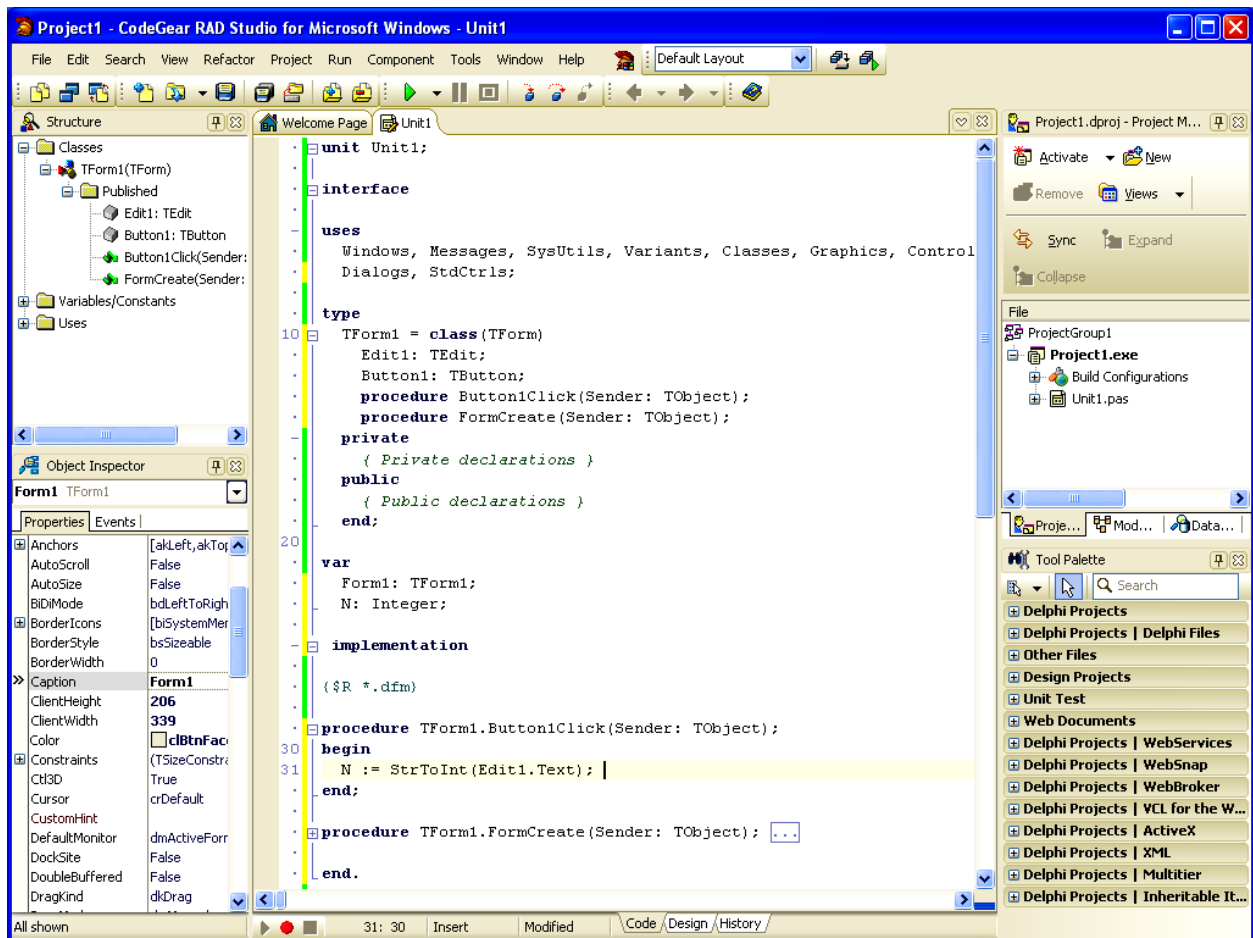 Project1 - CodeGear RAD Studio for Microsoft Windows - Unit1
File Edit Search View Refactor Project Run Component Tools Window Help Default Layout
Structure
Classes
TForm1(TForm)
Published
Edit1: TEdit
Button1: TButton
Button1Click(Sender:
FormCreate(Sender:
Variables/Constants
Uses
Object Inspector
Form1 TForm1
Properties Events
Anchors [akLeft,akTop
AutoScroll False
AutoSize False
BiDiMode bdLeftToRigh
BorderIcons [biSystemMer
BorderStyle bsSizeable
BorderWidth 0
Caption Form1
ClientHeight 206
ClientWidth 339
Color clBtnFac
Constraints (TSizeConstra
Ctl3D True
Cursor crDefault
CustomHint
DefaultMonitor dmActiveForr
DockSite False
DoubleBuffered False
DragKind dkDrag
All shown
Welcome Page Unit1
unit Unit1;
interface
uses
Windows, Messages, SysUtils, Variants, Classes, Graphics, Control
Dialogs, StdCtrls;
type
10 TForm1 = class(TForm)
Edit1: TEdit;
Button1: TButton;
procedure Button1Click(Sender: TObject);
procedure FormCreate(Sender: TObject);
private
{ Private declarations }
public
{ Public declarations }
end;
20
var
Form1: TForm1;
N: Integer;
implementation
{$R *.dfm}
procedure TForm1.Button1Click(Sender: TObject);
30 begin
31 N := StrToInt(Edit1.Text);
end;
procedure TForm1.FormCreate(Sender: TObject); ...
end.
31: 30 Insert Modified Code Design History
Project1.dproj - Project M...
Activate New
Remove Views
Sync Expand
Collapse
File
ProjectGroup1
Project1.exe
Build Configurations
Unit1.pas
Proje... Mod... Data...
Tool Palette
Search
Delphi Projects
Delphi Projects | Delphi Files
Other Files
Design Projects
Unit Test
Web Documents
Delphi Projects | WebServices
Delphi Projects | WebSnap
Delphi Projects | WebBroker
Delphi Projects | VCL for the W...
Delphi Projects | ActiveX
Delphi Projects | XML
Delphi Projects | Multitier
Delphi Projects | Inheritable It...